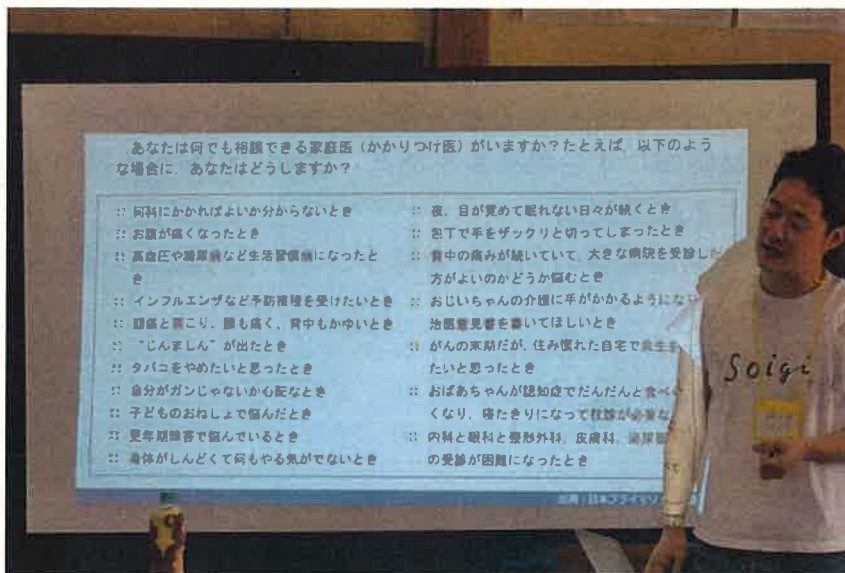 あなたは何でも相談できる家庭医（かかりつけ医）がいますか？たとえば、以下のよう
な場合に、あなたはどうしますか？
:: 何科にかかればよいか分からないとき
:: お腹が痛くなったとき
:: 高血圧や糖尿病など生活習慣病になったと
き
:: インフルエンザなど予防接種を受けたいとき
:: 頭痛と肩こり、腰も痛く、背中もかゆいとき
:: “じんましん”が出たとき
:: タバコをやめたいと思ったとき
:: 自分がガンじゃないか心配なとき
:: 子どものおねしょで悩んだとき
:: 更年期障害で悩んでいるとき
:: 身体がしんどくて何もやる気がでないとき
:: 夜、目が覚めて眠れない日々が続くとき
:: 包丁で手をザックリと切ってしまったとき
:: 背中の痛みが続いていて、大きな病院を受診した
方がよいのかどうか悩むとき
:: おじいちゃんの介護に手がかかるようになり
治医意見書を書いてほしいとき
:: がんの末期だが、住み慣れた自宅で
たいと思ったとき
:: おばあちゃんが認知症でだんだんと食べ
くなり、寝たきりになって往診が必要な
:: 内科と眼科と整形外科、皮膚科、泌尿器
の受診が困難になったとき
出典：日本プライマリ
Soigi